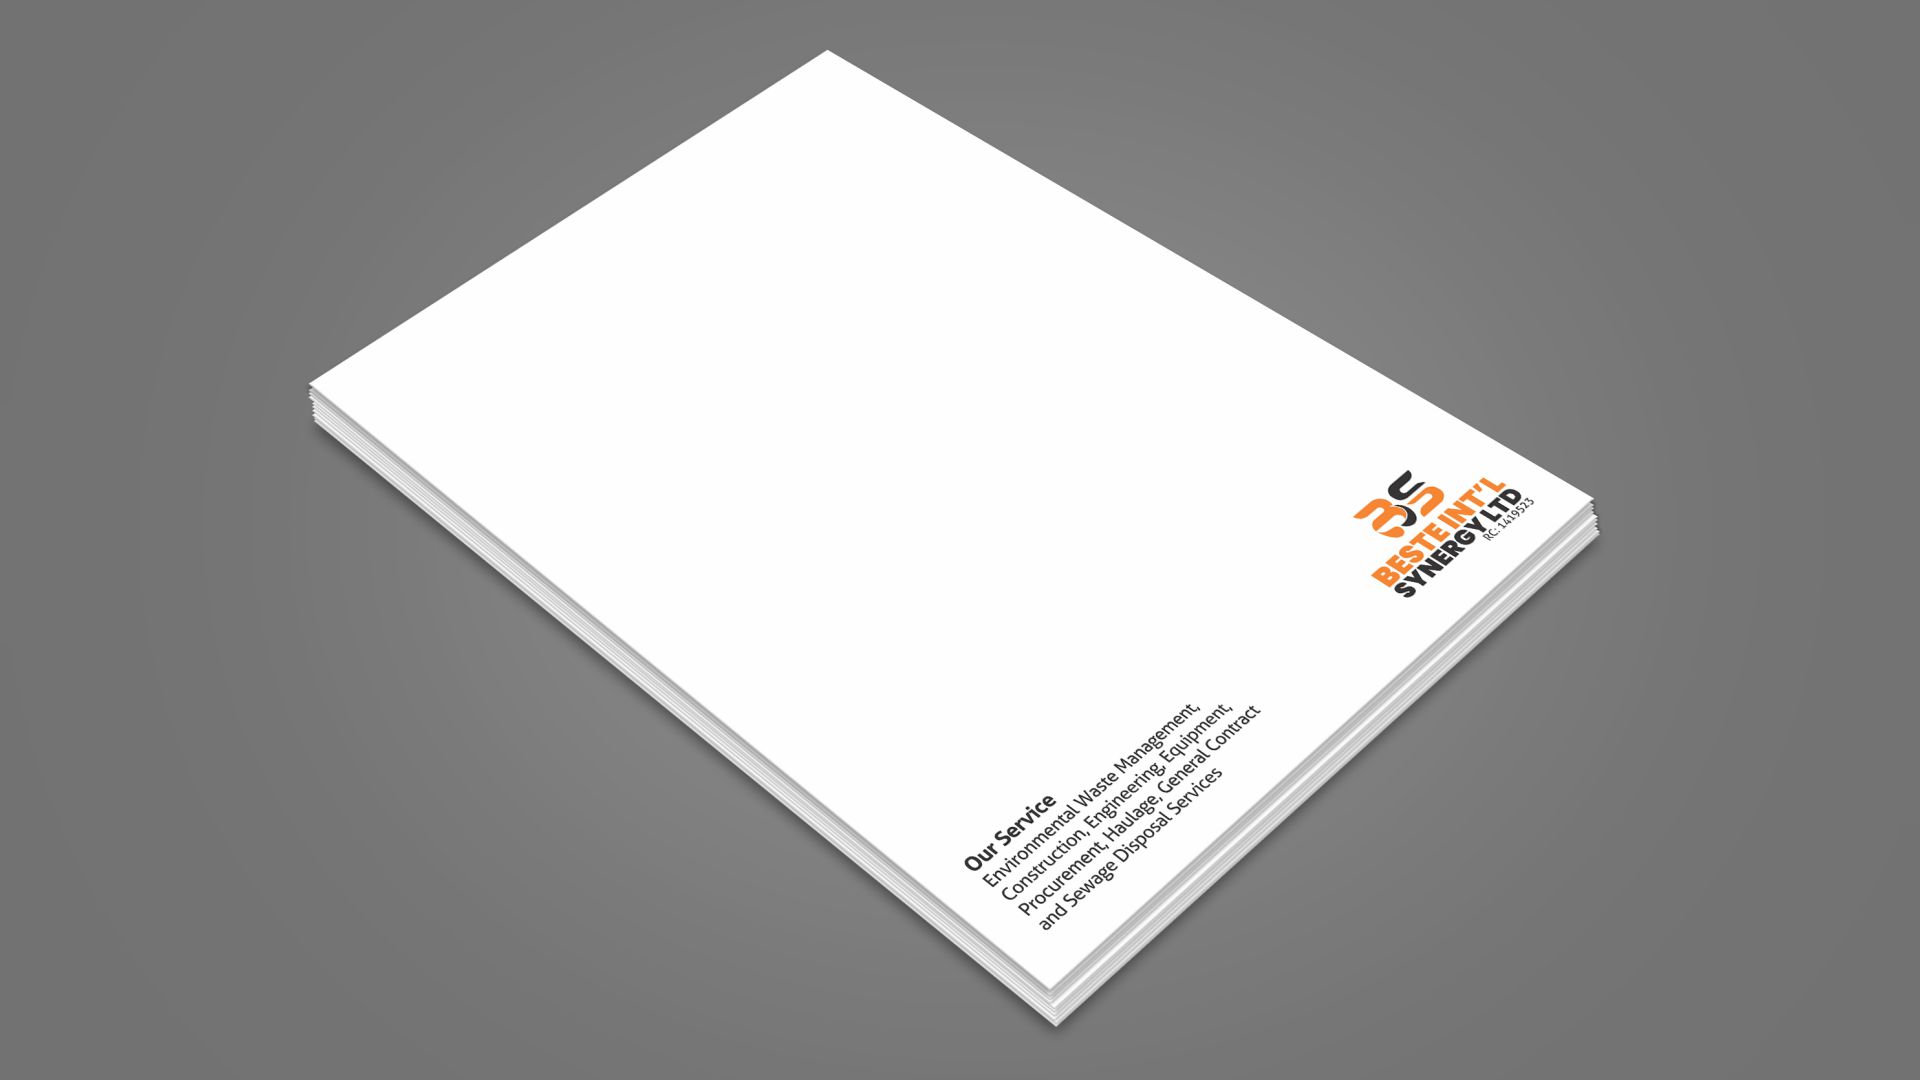 BS
BESTE INT'L
SYNERGY LTD
RC: 1419523
Our Service
Environmental Waste Management,
Construction, Engineering, Equipment,
Procurement, Haulage, General Contract
and Sewage Disposal Services